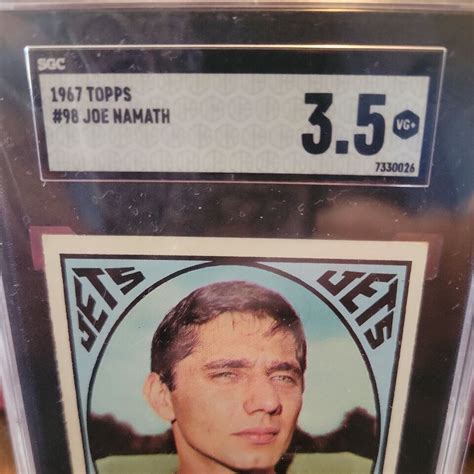 SGC
1967 TOPPS
#98 JOE NAMATH
3.5 VG+
7330026
JETS JETS